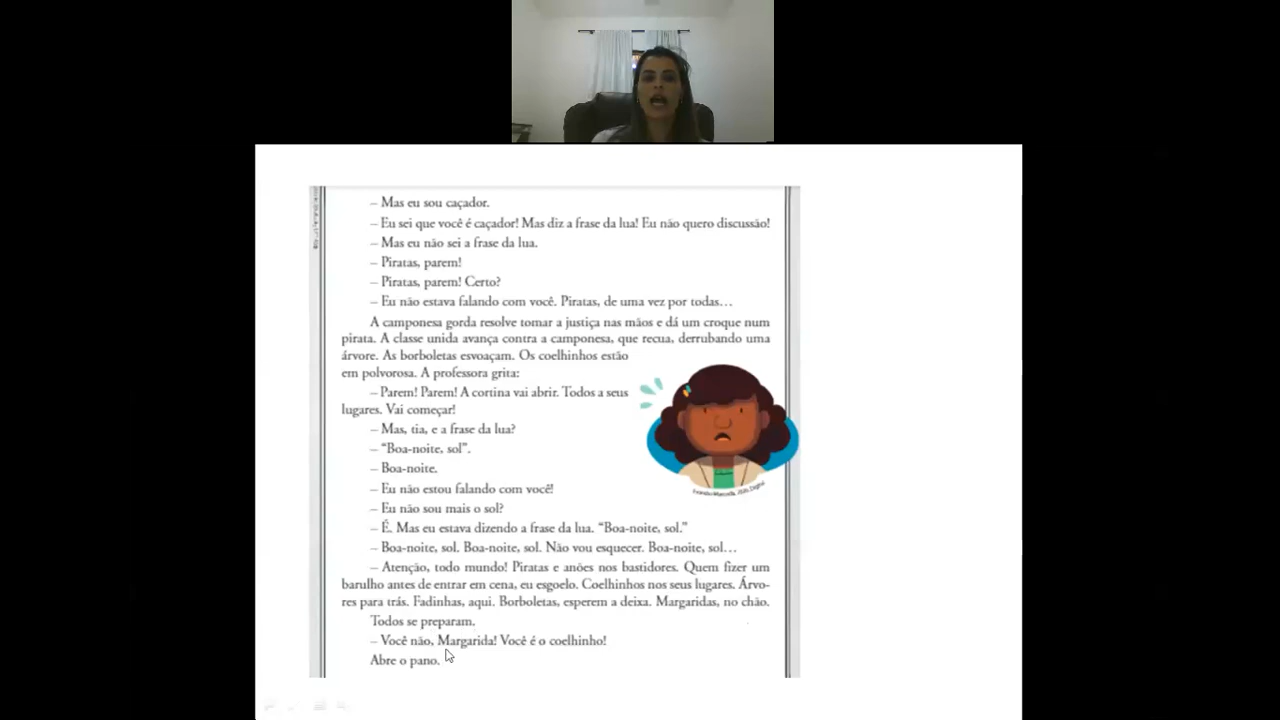 – Mas eu sou caçador.
– Eu sei que você é caçador! Mas diz a frase da lua! Eu não quero discussão!
– Mas eu não sei a frase da lua.
– Piratas, parem!
– Piratas, parem! Certo?
– Eu não estava falando com você. Piratas, de uma vez por todas…
A camponesa gorda resolve tomar a justiça nas mãos e dá um croque num
pirata. A classe unida avança contra a camponesa, que recua, derrubando uma
árvore. As borboletas esvoaçam. Os coelhinhos estão
em polvorosa. A professora grita:
– Parem! Parem! A cortina vai abrir. Todos a seus
lugares. Vai começar!
– Mas, tia, e a frase da lua?
– “Boa-noite, sol”.
– Boa-noite.
– Eu não estou falando com você!
– Eu não sou mais o sol?
– É. Mas eu estava dizendo a frase da lua. “Boa-noite, sol.”
– Boa-noite, sol. Boa-noite, sol. Não vou esquecer. Boa-noite, sol…
– Atenção, todo mundo! Piratas e anões nos bastidores. Quem fizer um
barulho antes de entrar em cena, eu esgoelo. Coelhinhos nos seus lugares. Árvo-
res para trás. Fadinhas, aqui. Borboletas, esperem a deixa. Margaridas, no chão.
Todos se preparam.
– Você não, Margarida! Você é o coelhinho!
Abre o pano.